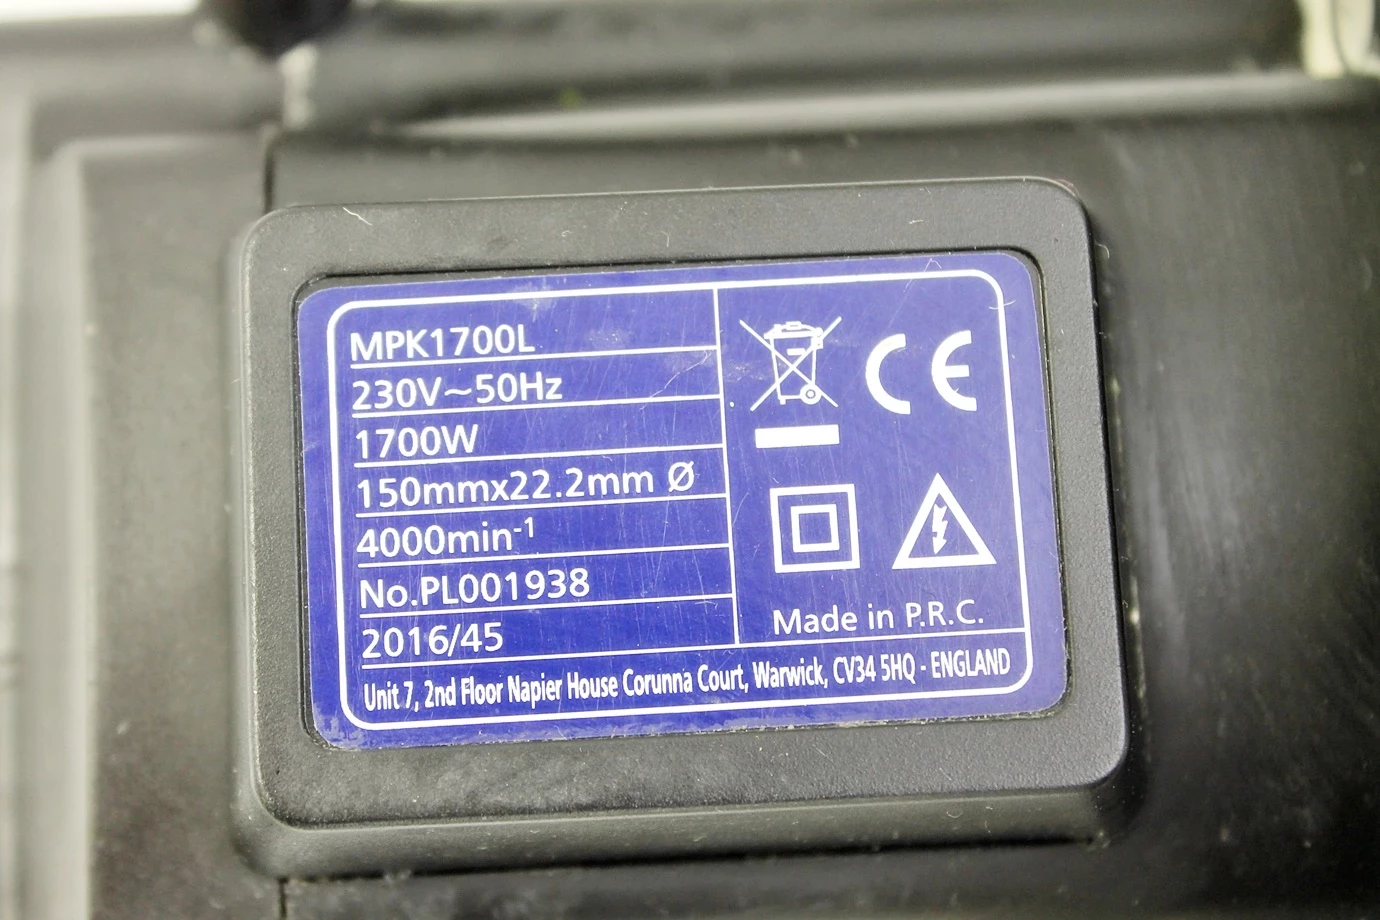 MPK1700L
230V~50Hz
1700W
150mmx22.2mm Ø
4000min⁻¹
No.PL001938
2016/45
CE
Made in P.R.C.
Unit 7, 2nd Floor Napier House Corunna Court, Warwick, CV34 5HQ - ENGLAND